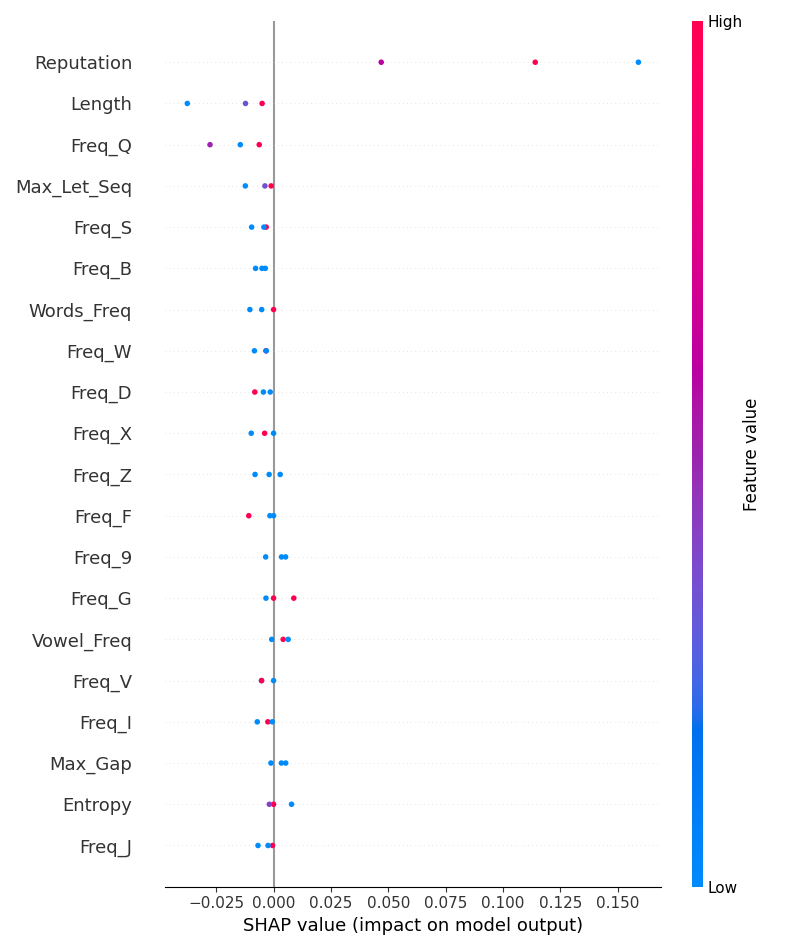 High
Reputation
Length
Freq_Q
Max_Let_Seq
Freq_S
Freq_B
Words_Freq
Freq_W
Freq_D
Freq_X
Freq_Z
Freq_F
Freq_9
Freq_G
Vowel_Freq
Freq_V
Freq_I
Max_Gap
Entropy
Freq_J
Feature value
Low
−0.025 0.000 0.025 0.050 0.075 0.100 0.125 0.150
SHAP value (impact on model output)